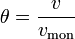 θ = v / v_mon